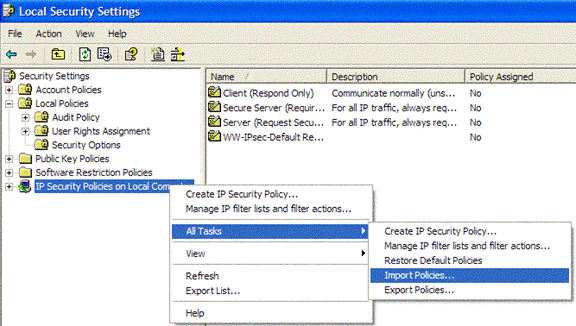 Local Security Settings
File Action View Help
Security Settings
Account Policies
Local Policies
Audit Policy
User Rights Assignment
Security Options
Public Key Policies
Software Restriction Policies
IP Security Policies on Local
Name Description Policy Assigned
Client (Respond Only) Communicate normally (uns... No
Secure Server (Requir... For all IP traffic, always req... No
Server (Request Secu... For all IP traffic, always req... No
WW-IPsec-Default Re... No
Create IP Security Policy...
Manage IP filter lists and filter actions...
All Tasks
View
Refresh
Export List...
Help
Create IP Security Policy...
Manage IP filter lists and filter actions...
Restore Default Policies
Import Policies...
Export Policies...